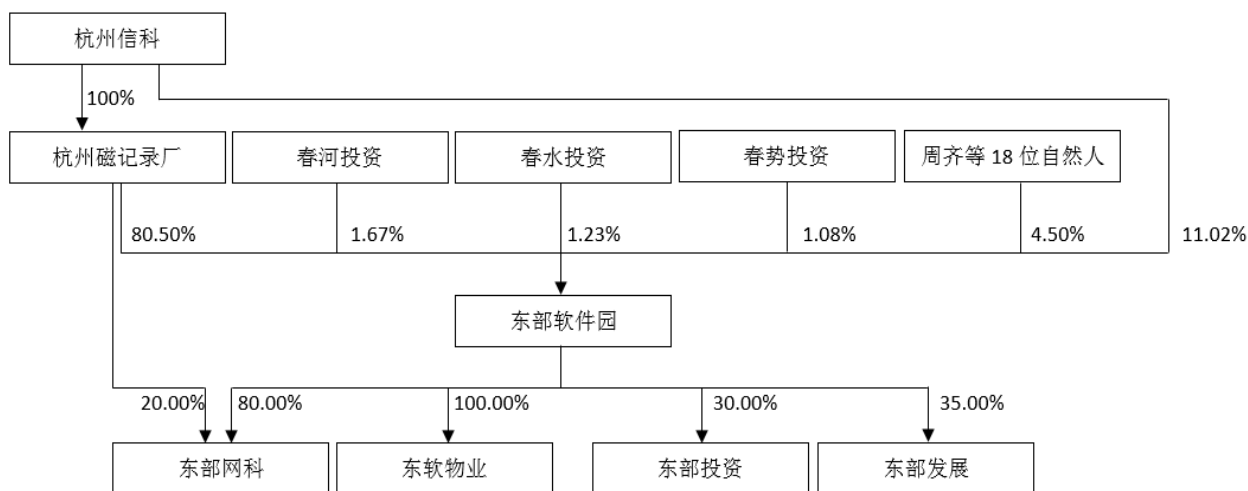 杭州信科
100%
杭州磁记录厂
春河投资
春水投资
春势投资
周齐等 18 位自然人
80.50%
1.67%
1.23%
1.08%
4.50%
11.02%
东部软件园
20.00%
80.00%
100.00%
30.00%
35.00%
东部网科
东软物业
东部投资
东部发展